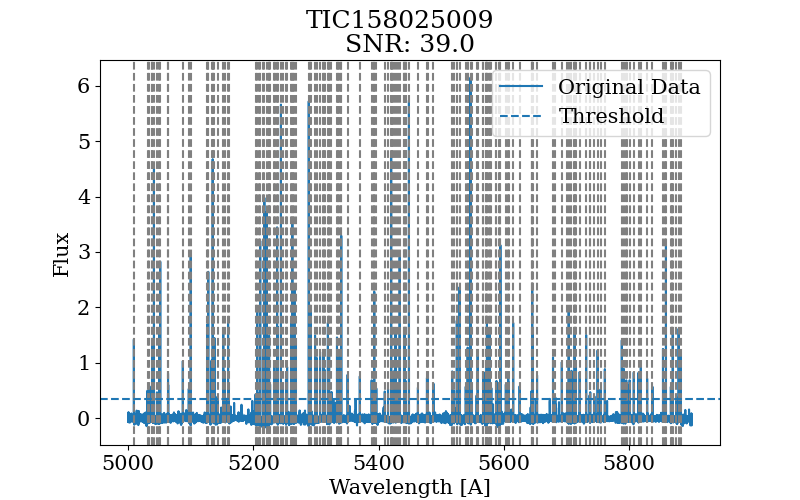 TIC158025009
SNR: 39.0
Original Data
Threshold
Flux
6
5
4
3
2
1
0
5000 5200 5400 5600 5800
Wavelength [A]